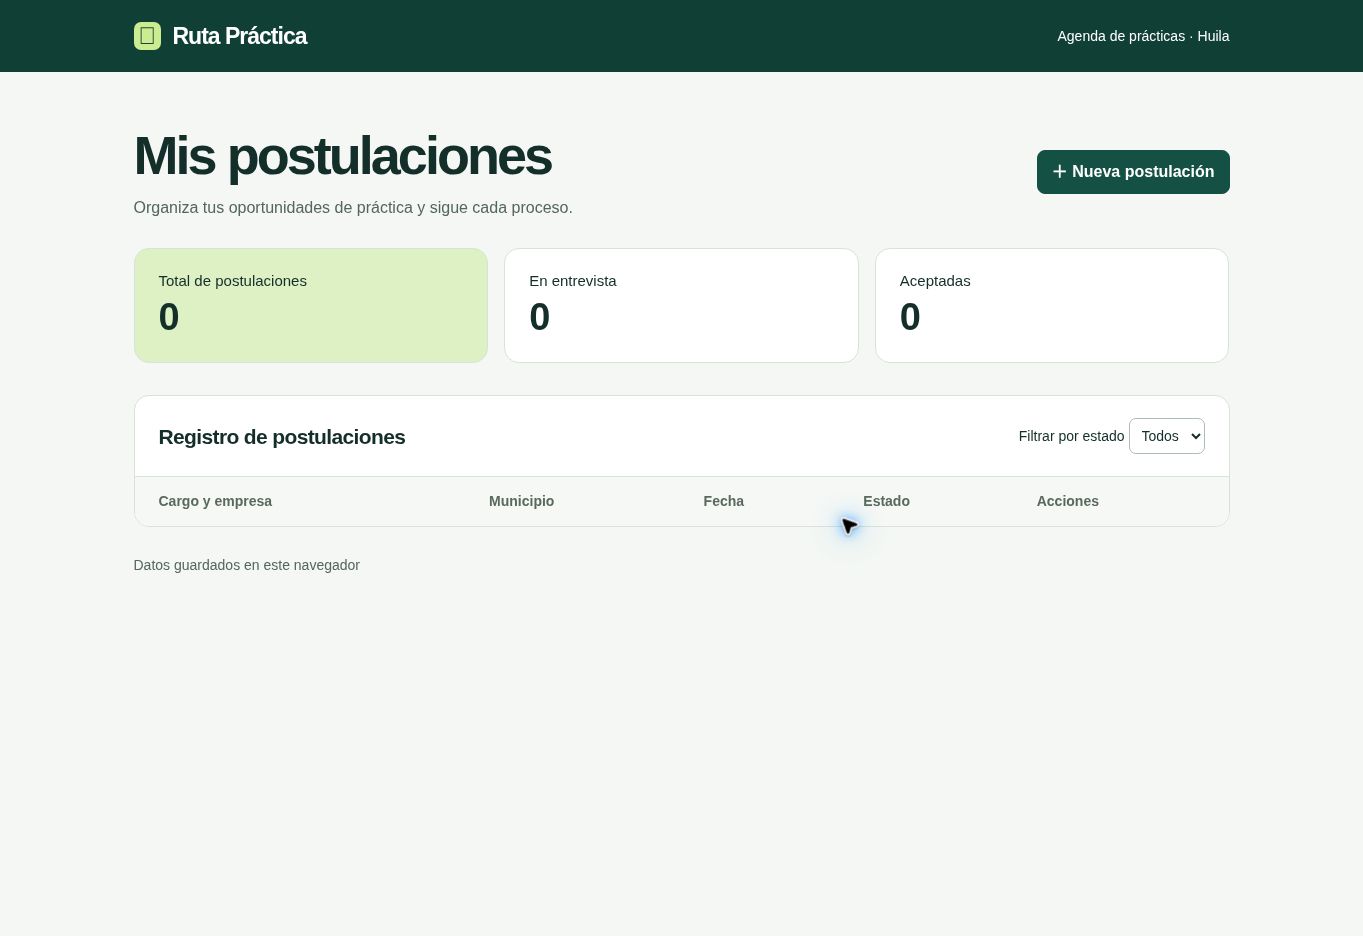 Ruta Práctica
Agenda de prácticas · Huila
Mis postulaciones
+ Nueva postulación
Organiza tus oportunidades de práctica y sigue cada proceso.
Total de postulaciones
0
En entrevista
0
Aceptadas
0
Registro de postulaciones
Filtrar por estado Todos
Cargo y empresa Municipio Fecha Estado Acciones
Datos guardados en este navegador